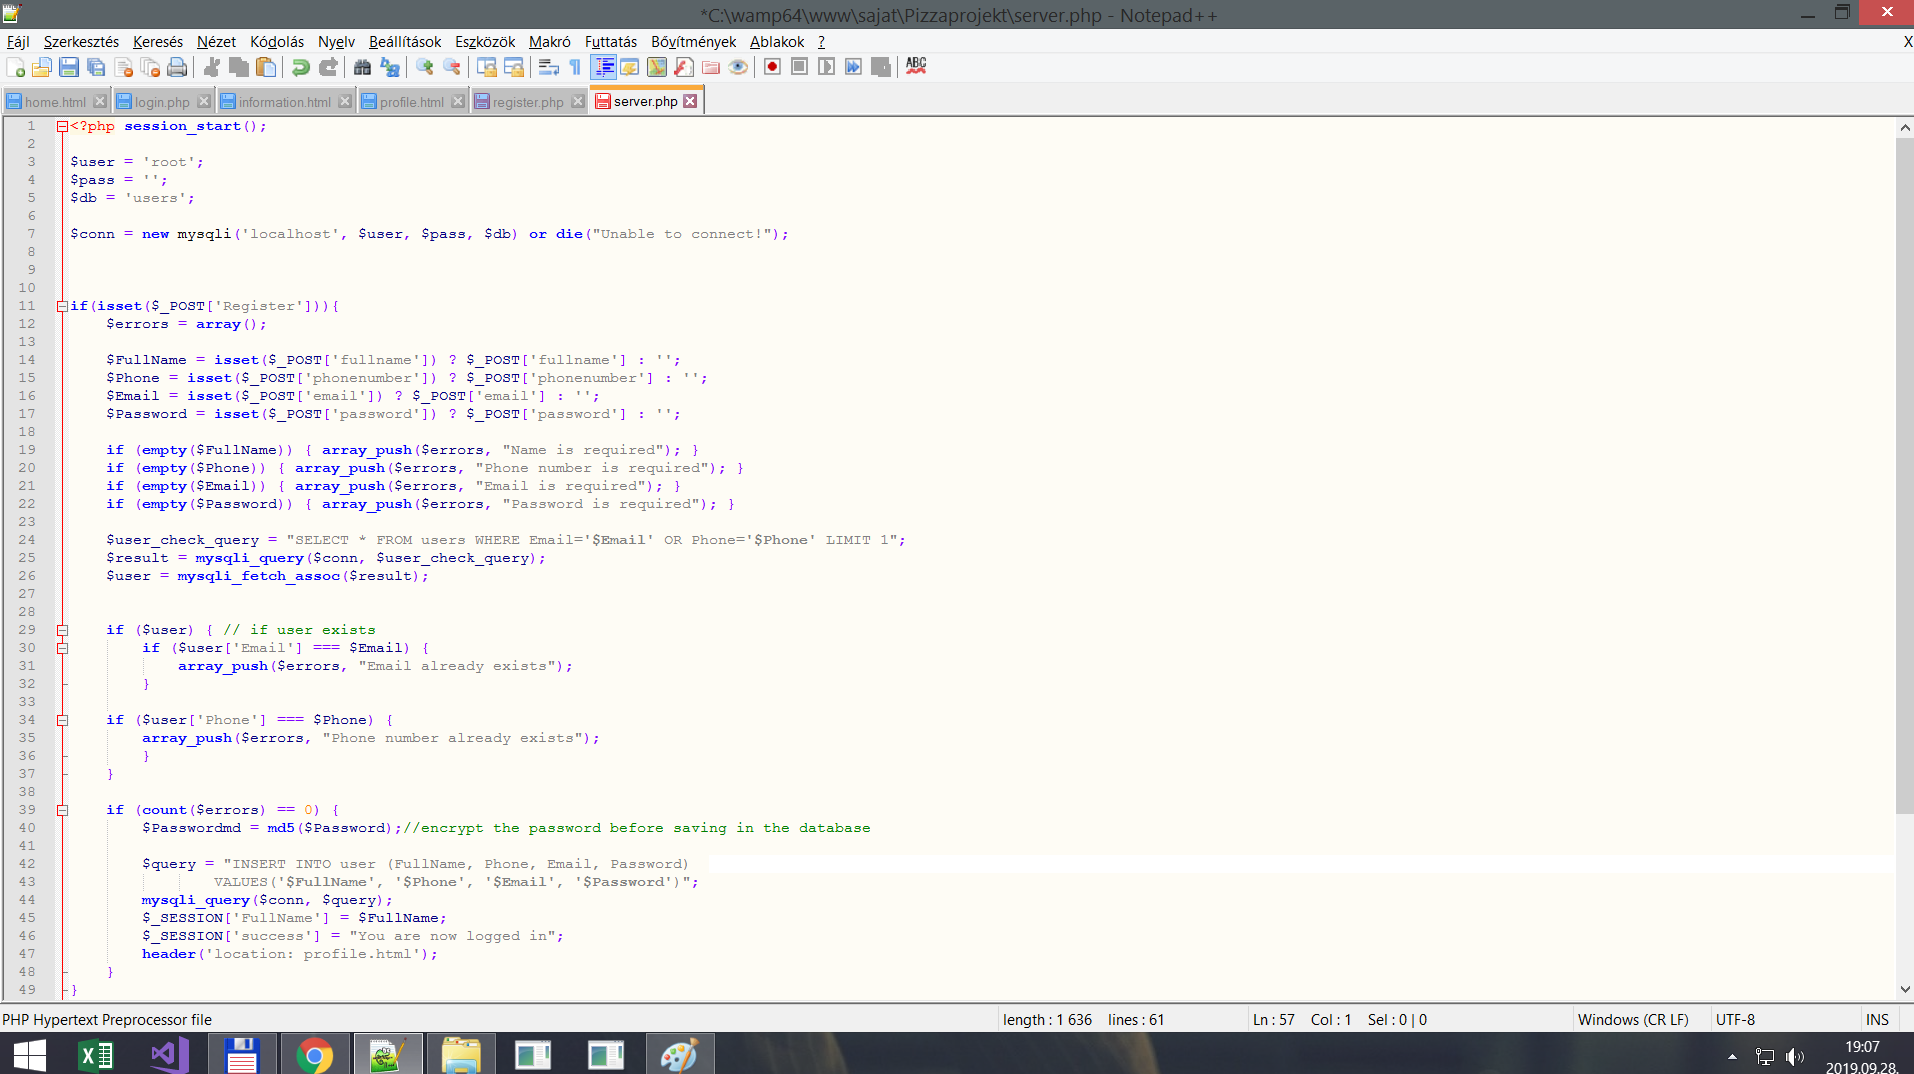 *C:\wamp64\www\sajat\Pizzaprojekt\server.php - Notepad++
Fájl Szerkesztés Keresés Nézet Kódolás Nyelv Beállítások Eszközök Makró Futtatás Bővítmények Ablakok ? X
ABC
home.html login.php information.html profile.html register.php server.php
1 <?php session_start();
2
3 $user = 'root';
4 $pass = '';
5 $db = 'users';
6
7 $conn = new mysqli('localhost', $user, $pass, $db) or die("Unable to connect!");
8
9
10
11 if(isset($_POST['Register'])){
12 $errors = array();
13
14 $FullName = isset($_POST['fullname']) ? $_POST['fullname'] : '';
15 $Phone = isset($_POST['phonenumber']) ? $_POST['phonenumber'] : '';
16 $Email = isset($_POST['email']) ? $_POST['email'] : '';
17 $Password = isset($_POST['password']) ? $_POST['password'] : '';
18
19 if (empty($FullName)) { array_push($errors, "Name is required"); }
20 if (empty($Phone)) { array_push($errors, "Phone number is required"); }
21 if (empty($Email)) { array_push($errors, "Email is required"); }
22 if (empty($Password)) { array_push($errors, "Password is required"); }
23
24 $user_check_query = "SELECT * FROM users WHERE Email='$Email' OR Phone='$Phone' LIMIT 1";
25 $result = mysqli_query($conn, $user_check_query);
26 $user = mysqli_fetch_assoc($result);
27
28
29 if ($user) { // if user exists
30 if ($user['Email'] === $Email) {
31 array_push($errors, "Email already exists");
32 }
33
34 if ($user['Phone'] === $Phone) {
35 array_push($errors, "Phone number already exists");
36 }
37 }
38
39 if (count($errors) == 0) {
40 $Passwordmd = md5($Password);//encrypt the password before saving in the database
41
42 $query = "INSERT INTO user (FullName, Phone, Email, Password)
43 VALUES('$FullName', '$Phone', '$Email', '$Password')";
44 mysqli_query($conn, $query);
45 $_SESSION['FullName'] = $FullName;
46 $_SESSION['success'] = "You are now logged in";
47 header('location: profile.html');
48 }
49 }
PHP Hypertext Preprocessor file length : 1 636 lines : 61 Ln : 57 Col : 1 Sel : 0 | 0 Windows (CR LF) UTF-8 INS
19:07
2019.09.28.